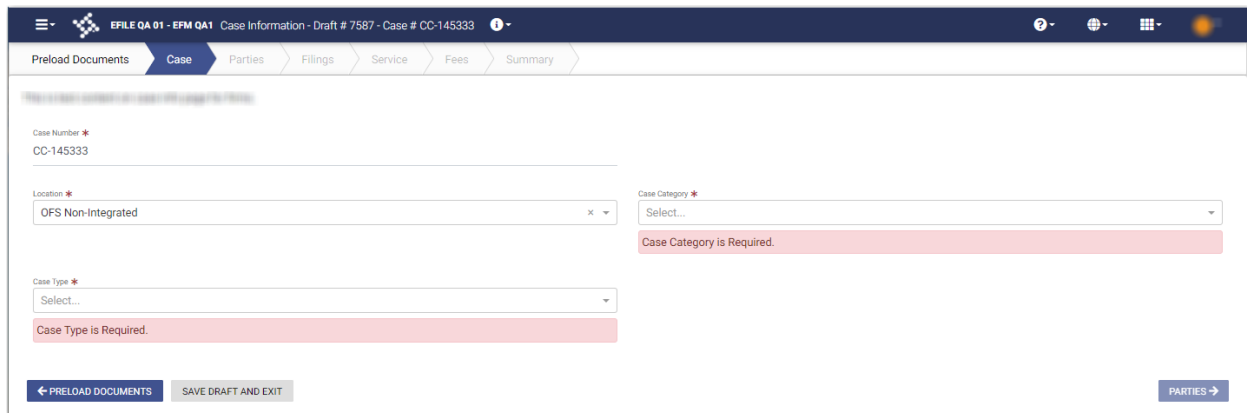 EFILE QA 01 - EFM QA1 Case Information - Draft # 7587 - Case # CC-145333
Preload Documents Case Parties Filings Service Fees Summary
Case Number *
CC-145333
Location * Case Category *
OFS Non-Integrated × Select...
Case Category is Required.
Case Type *
Select...
Case Type is Required.
← PRELOAD DOCUMENTS SAVE DRAFT AND EXIT PARTIES →